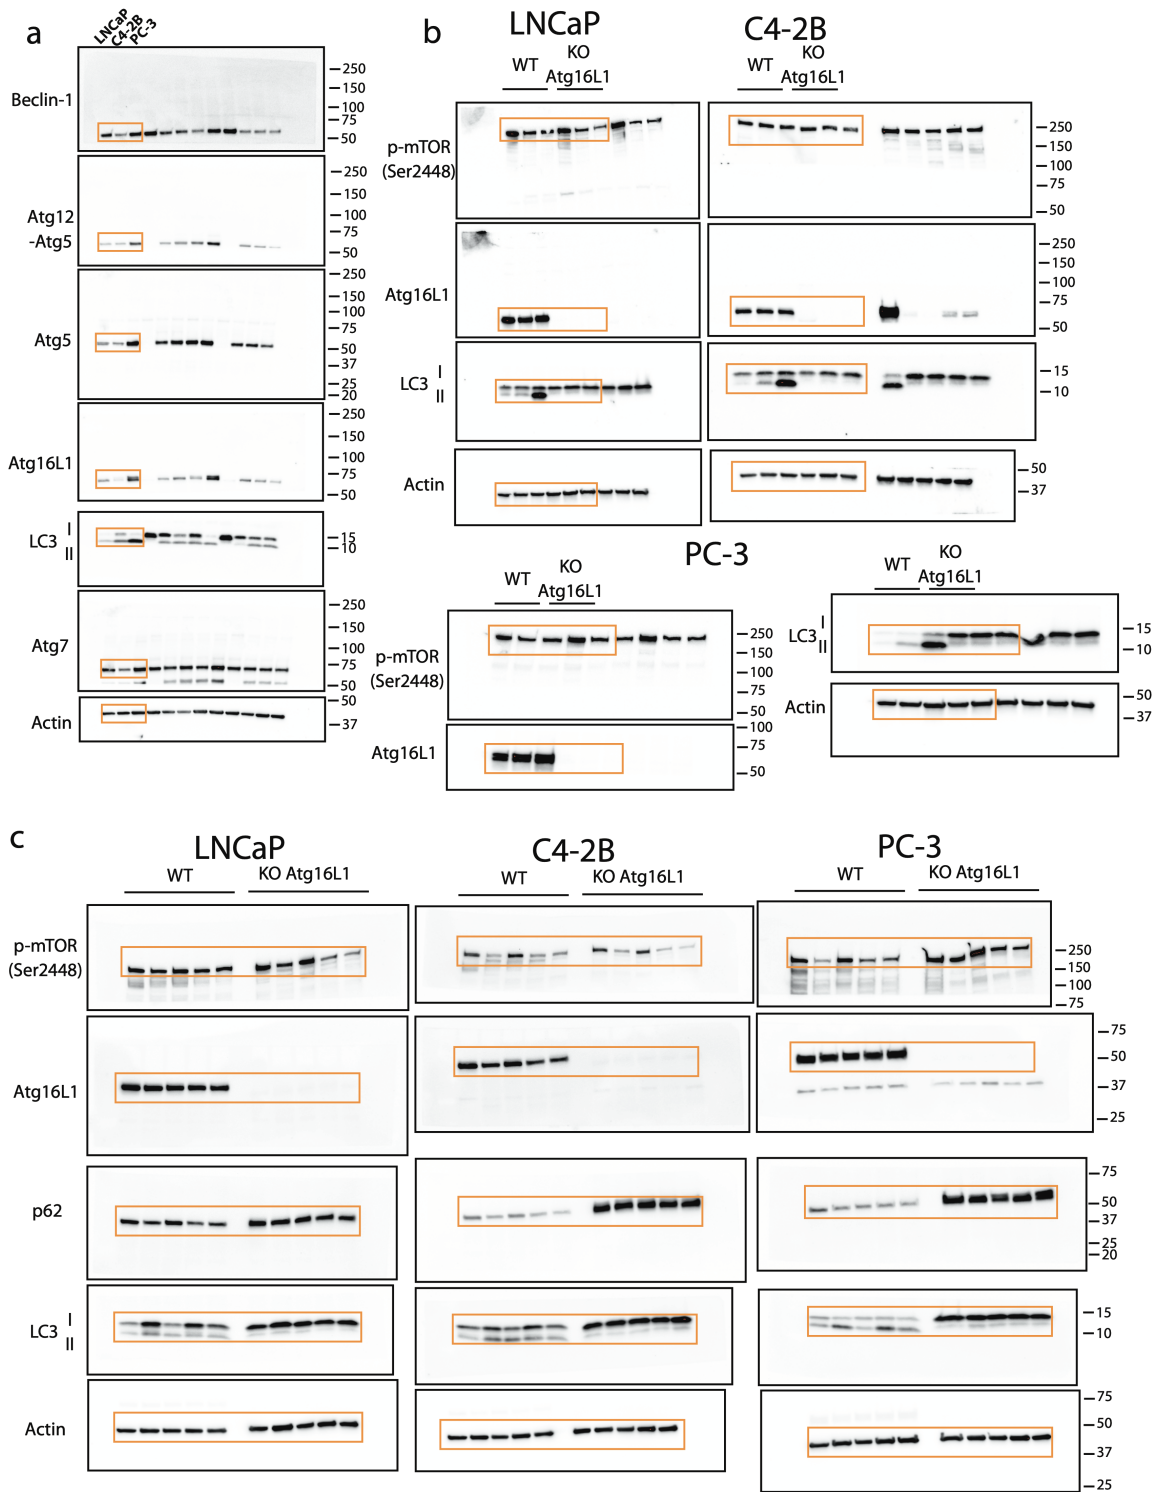 a
LNCaP
C4-2B
PC-3
Beclin-1
250
150
100
75
50
Atg12
-Atg5
250
150
100
75
50
Atg5
250
150
100
75
50
37
25
20
Atg16L1
250
150
100
75
50
LC3 I
II
15
10
Atg7
250
150
100
75
50
Actin
50
37
b
LNCaP
WT
KO
Atg16L1
C4-2B
WT
KO
Atg16L1
p-mTOR
(Ser2448)
250
150
100
75
50
Atg16L1
250
150
100
75
50
LC3 I
II
15
10
Actin
50
37
PC-3
WT
KO
Atg16L1
p-mTOR
(Ser2448)
250
150
100
75
50
Atg16L1
100
75
50
WT
KO
Atg16L1
LC3 I
II
15
10
Actin
50
37
c
LNCaP
WT
KO Atg16L1
C4-2B
WT
KO Atg16L1
PC-3
WT
KO Atg16L1
p-mTOR
(Ser2448)
250
150
100
75
Atg16L1
75
50
37
25
p62
75
50
37
25
20
LC3 I
II
15
10
Actin
75
50
37
25